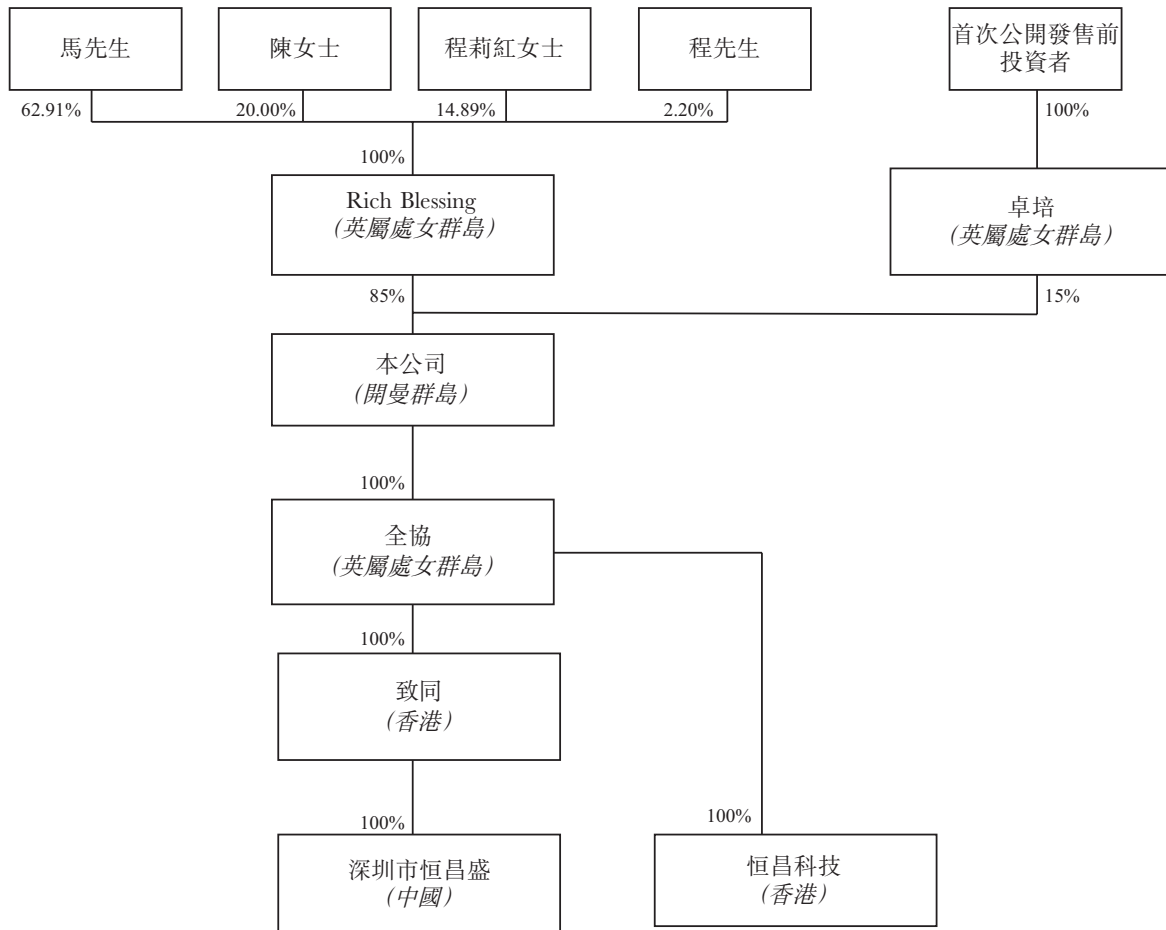 馬先生
陳女士
程莉紅女士
程先生
首次公開發售前
投資者
62.91%
20.00%
14.89%
2.20%
100%
100%
Rich Blessing
(英屬處女群島)
卓培
(英屬處女群島)
85%
15%
本公司
(開曼群島)
100%
全協
(英屬處女群島)
100%
致同
(香港)
100%
100%
深圳市恒昌盛
(中國)
恒昌科技
(香港)